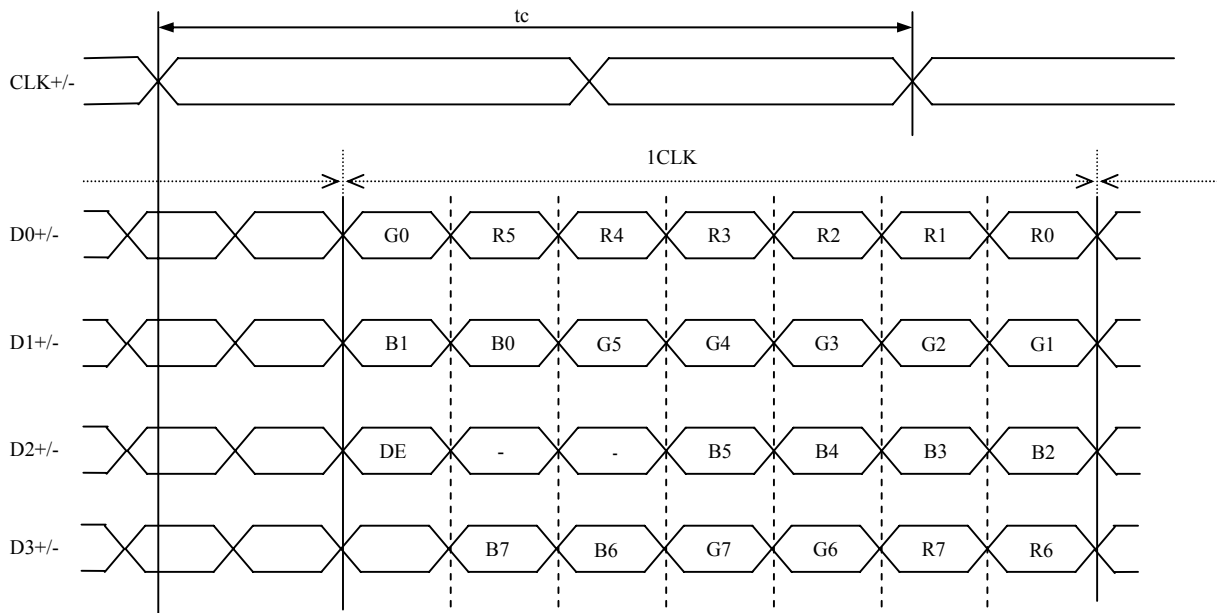 tc
CLK+/-
1CLK
D0+/- G0 R5 R4 R3 R2 R1 R0
D1+/- B1 B0 G5 G4 G3 G2 G1
D2+/- DE - - B5 B4 B3 B2
D3+/- B7 B6 G7 G6 R7 R6